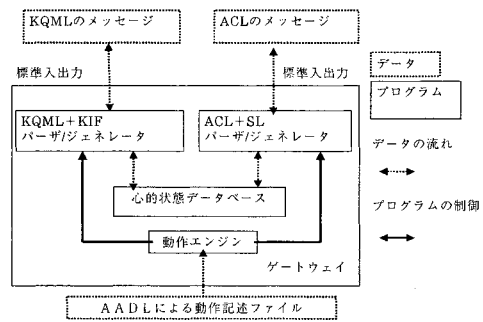 KQMLのメッセージ
ACLのメッセージ
標準入出力
標準入出力
データ
プログラム
KQML+KIF
パーザ/ジェネレータ
ACL+SL
パーザ/ジェネレータ
データの流れ
心的状態データベース
プログラムの制御
動作エンジン
ゲートウェイ
AADLによる動作記述ファイル